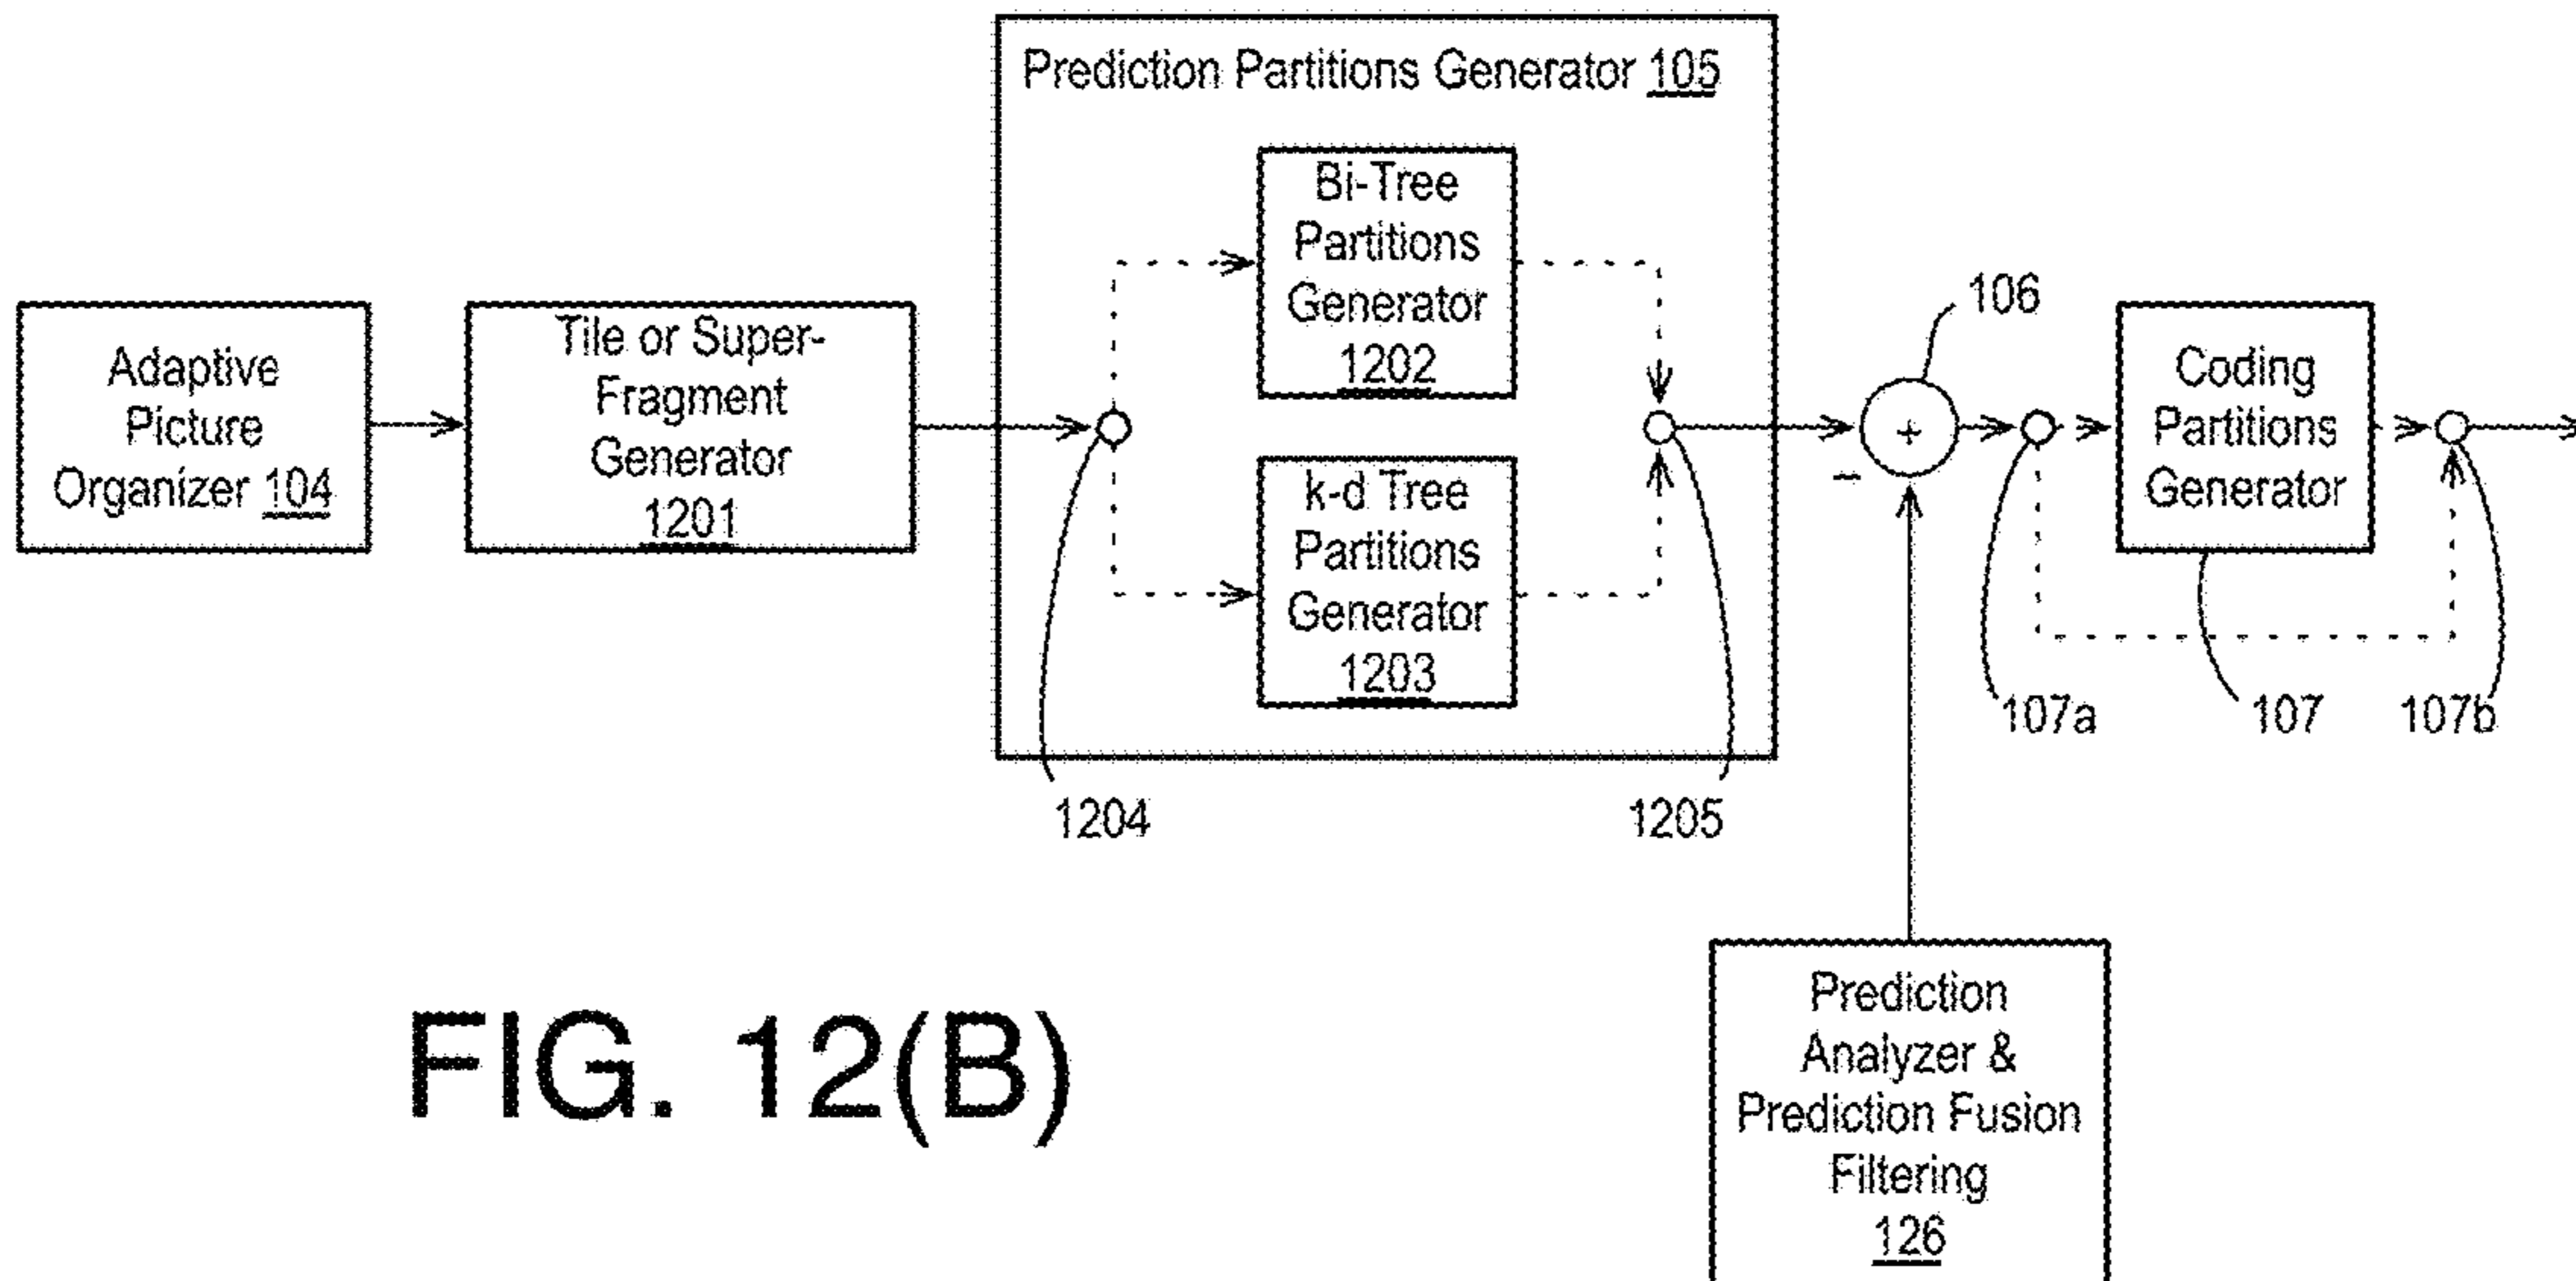 Prediction Partitions Generator 105
Bi-Tree
Partitions
Generator
1202
k-d Tree
Partitions
Generator
1203
Adaptive
Picture
Organizer 104
Tile or Super-
Fragment
Generator
1201
106
+
−
Coding
Partitions
Generator
107a
107
107b
1204
1205
Prediction
Analyzer &
Prediction Fusion
Filtering
126
FIG. 12(B)